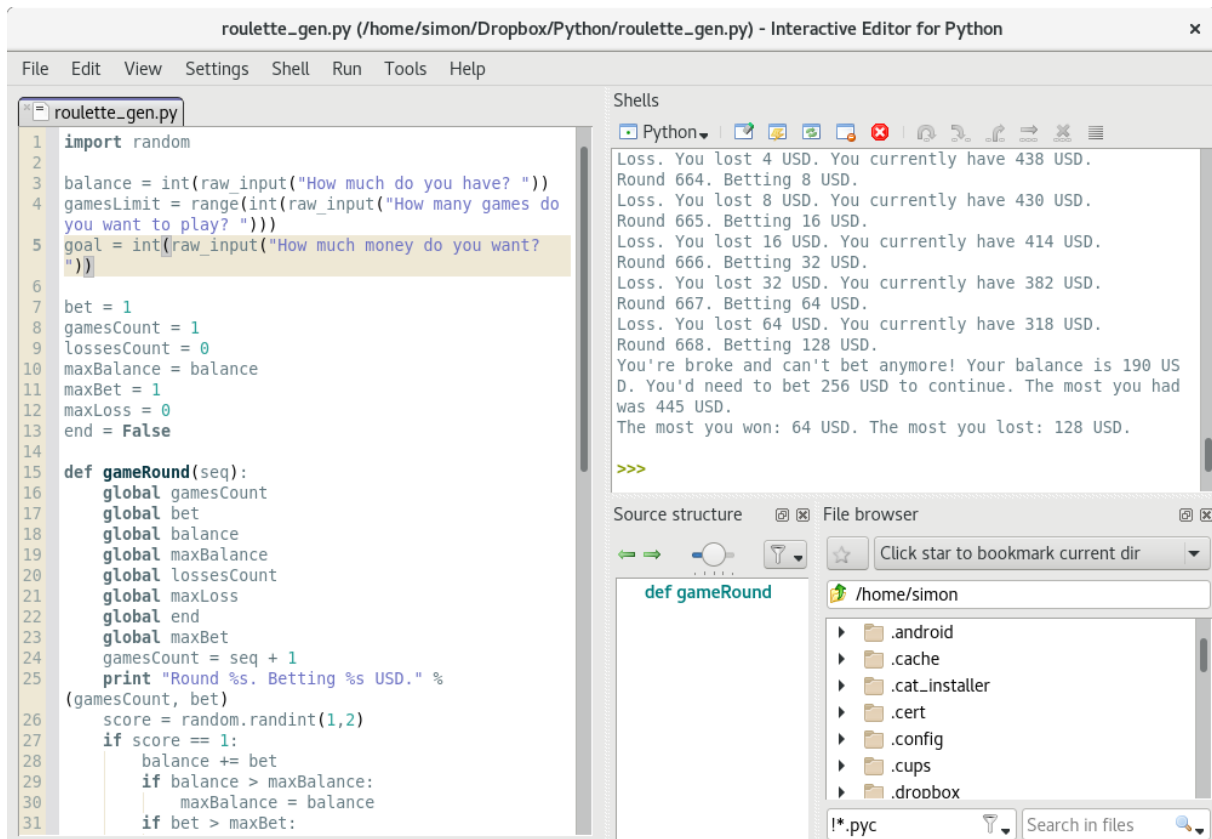 roulette_gen.py (/home/simon/Dropbox/Python/roulette_gen.py) - Interactive Editor for Python
File Edit View Settings Shell Run Tools Help
roulette_gen.py
1 import random
2
3 balance = int(raw_input("How much do you have? "))
4 gamesLimit = range(int(raw_input("How many games do
you want to play? ")))
5 goal = int(raw_input("How much money do you want?
"))
6
7 bet = 1
8 gamesCount = 1
9 lossesCount = 0
10 maxBalance = balance
11 maxBet = 1
12 maxLoss = 0
13 end = False
14
15 def gameRound(seq):
16 global gamesCount
17 global bet
18 global balance
19 global maxBalance
20 global lossesCount
21 global maxLoss
22 global end
23 global maxBet
24 gamesCount = seq + 1
25 print "Round %s. Betting %s USD." %
(gamesCount, bet)
26 score = random.randint(1,2)
27 if score == 1:
28 balance += bet
29 if balance > maxBalance:
30 maxBalance = balance
31 if bet > maxBet:
Shells
Python
Loss. You lost 4 USD. You currently have 438 USD.
Round 664. Betting 8 USD.
Loss. You lost 8 USD. You currently have 430 USD.
Round 665. Betting 16 USD.
Loss. You lost 16 USD. You currently have 414 USD.
Round 666. Betting 32 USD.
Loss. You lost 32 USD. You currently have 382 USD.
Round 667. Betting 64 USD.
Loss. You lost 64 USD. You currently have 318 USD.
Round 668. Betting 128 USD.
You're broke and can't bet anymore! Your balance is 190 US
D. You'd need to bet 256 USD to continue. The most you had
was 445 USD.
The most you won: 64 USD. The most you lost: 128 USD.
>>>
Source structure
def gameRound
File browser
Click star to bookmark current dir
/home/simon
.android
.cache
.cat_installer
.cert
.config
.cups
.dropbox
!*.pyc
Search in files